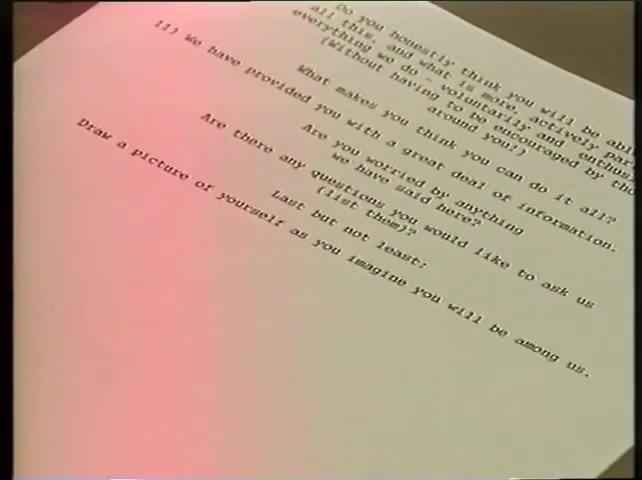 Do you honestly think you will be abl
all this, and what is more, actively par
everything we do - voluntarily and enthusi
(Without having to be encouraged by tho
around you!)
What makes you think you can do it all?
11) We have provided you with a great deal of information.
Are you worried by anything
we have said here?
Are there any questions you would like to ask us
(list them)?
Last but not least:
Draw a picture of yourself as you imagine you will be among us.